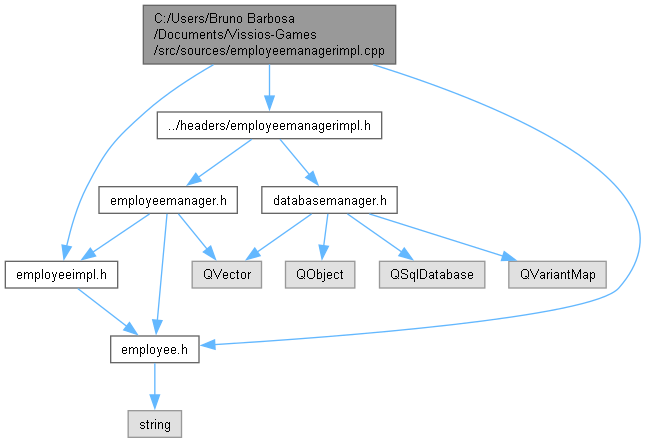 C:/Users/Bruno Barbosa
/Documents/Vissios-Games
/src/sources/employeemanagerimpl.cpp
../headers/employeemanagerimpl.h
employeemanager.h
databasemanager.h
employeeimpl.h
QVector
QObject
QSqlDatabase
QVariantMap
employee.h
string